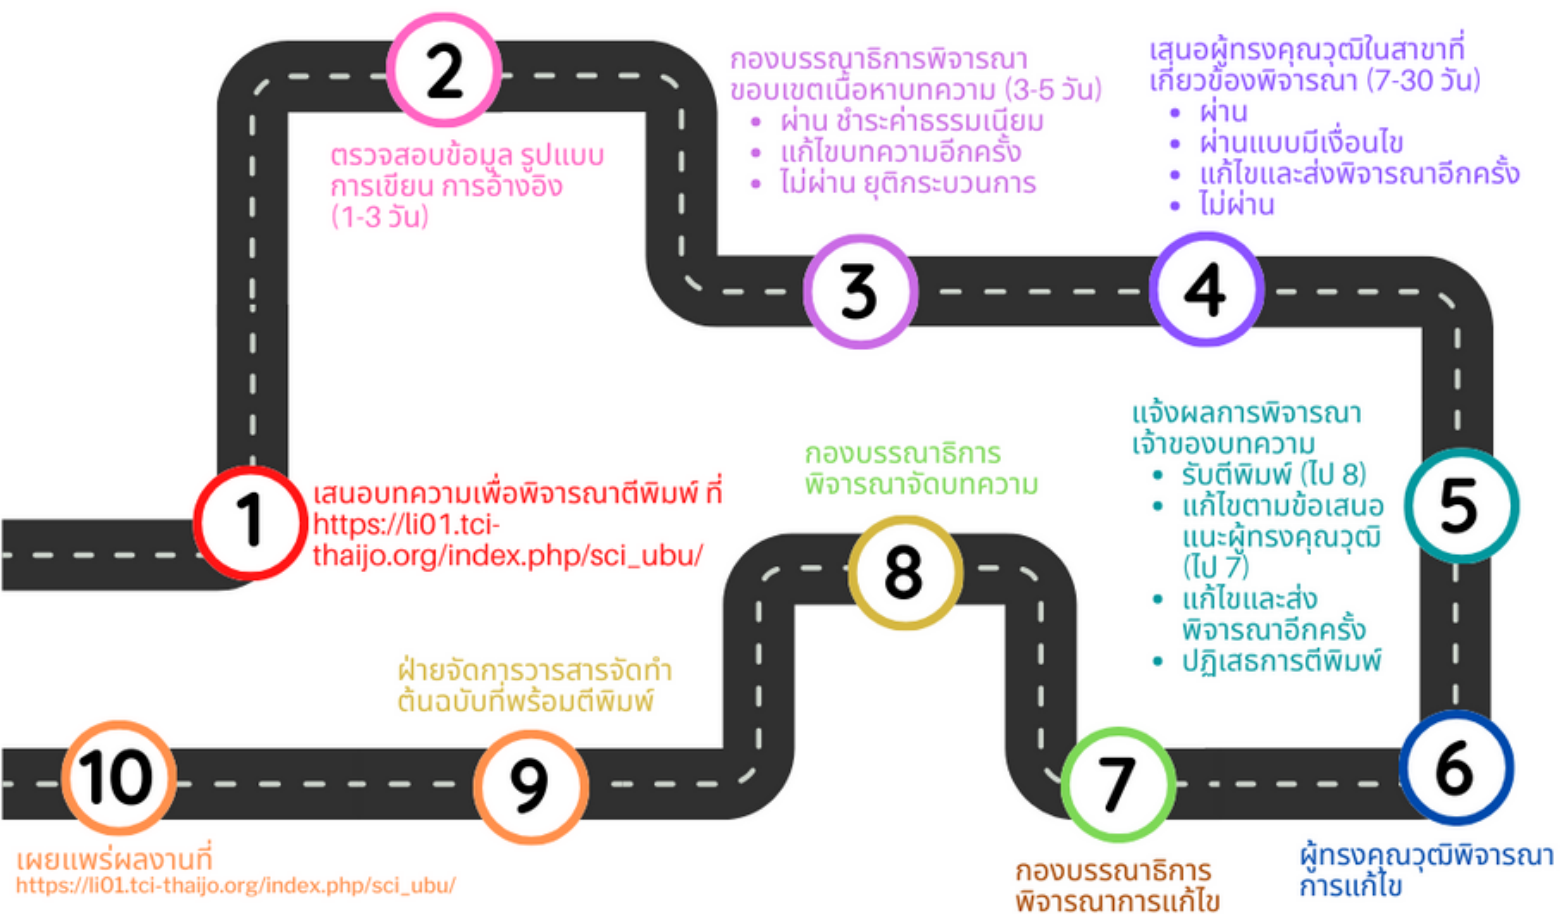 1
เสนอบทความเพื่อพิจารณาตีพิมพ์ ที่
https://li01.tci-
thaijo.org/index.php/sci_ubu/
2
ตรวจสอบข้อมูล รูปแบบ
การเขียน การอ้างอิง
(1-3 วัน)
3
กองบรรณาธิการพิจารณา
ขอบเขตเนื้อหาบทความ (3-5 วัน)
• ผ่าน ชำระค่าธรรมเนียม
• แก้ไขบทความอีกครั้ง
• ไม่ผ่าน ยุติกระบวนการ
4
เสนอผู้ทรงคุณวุฒิในสาขาที่
เกี่ยวข้องพิจารณา (7-30 วัน)
• ผ่าน
• ผ่านแบบมีเงื่อนไข
• แก้ไขและส่งพิจารณาอีกครั้ง
• ไม่ผ่าน
5
แจ้งผลการพิจารณา
เจ้าของบทความ
• รับตีพิมพ์ (ไป 8)
• แก้ไขตามข้อเสนอ
แนะผู้ทรงคุณวุฒิ
(ไป 7)
• แก้ไขและส่ง
พิจารณาอีกครั้ง
• ปฏิเสธการตีพิมพ์
6
ผู้ทรงคุณวุฒิพิจารณา
การแก้ไข
7
กองบรรณาธิการ
พิจารณาการแก้ไข
8
กองบรรณาธิการ
พิจารณาจัดบทความ
9
ฝ่ายจัดการวารสารจัดทำ
ต้นฉบับที่พร้อมตีพิมพ์
10
เผยแพร่ผลงานที่
https://li01.tci-thaijo.org/index.php/sci_ubu/